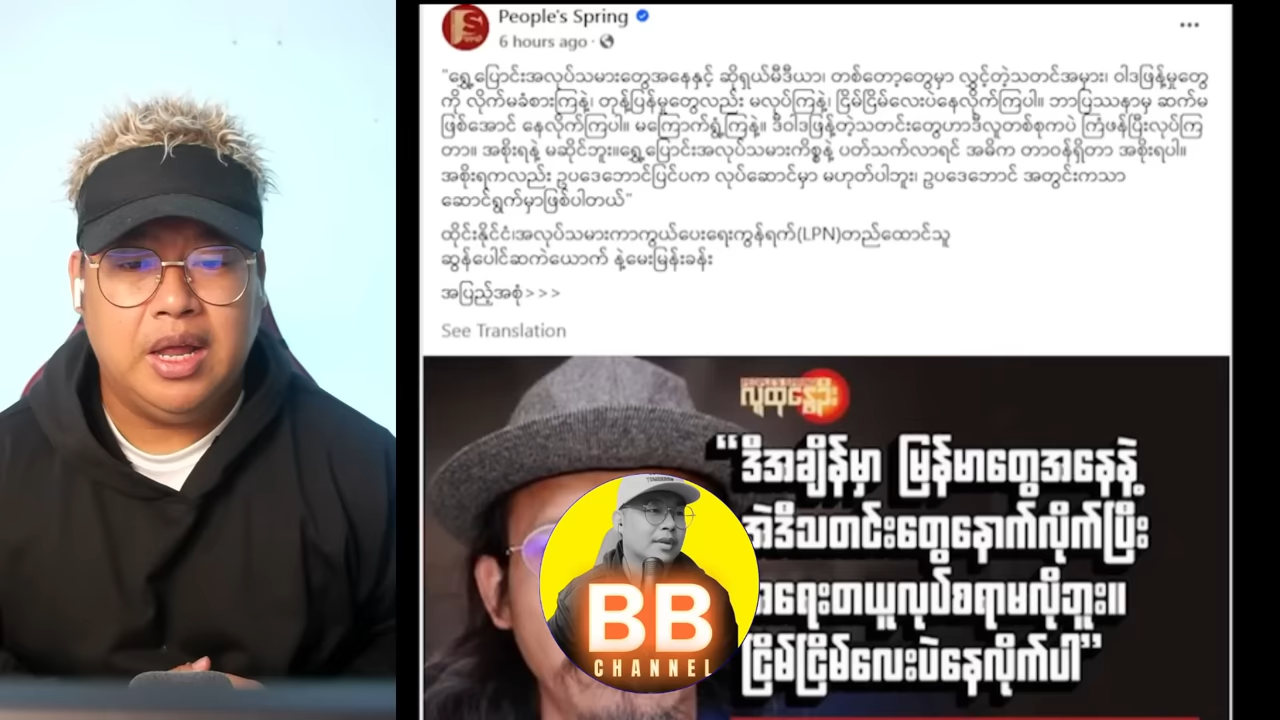 People's Spring
6 hours ago
"ရွှေ့ပြောင်းအလုပ်သမားတွေအနေနှင့် ဆိုရှယ်မီဒီယာ၊ တစ်တော့တွေမှာ လွှင့်တဲ့သတင်အမှား၊ ဝါဒဖြန့်မှုတွေ
ကို လိုက်မခံစားကြနဲ့၊ တုန့်ပြန်မှုတွေလည်း မလုပ်ကြနဲ့၊ ငြိမ်ငြိမ်လေးပဲနေလိုက်ကြပါ။ ဘာပြဿနာမှ ဆက်မ
ဖြစ်အောင် နေလိုက်ကြပါ။ မကြောက်ရွံ့ကြနဲ့။ ဒီဝါဒဖြန့်တဲ့သတင်းတွေဟာဒီလူတစ်စုကပဲ ကြံဖန်ပြီးလုပ်ကြ
တာ။ အစိုးရနဲ့ မဆိုင်ဘူး။ရွှေ့ပြောင်းအလုပ်သမားကိစ္စနဲ့ ပတ်သက်လာရင် အဓိက တာဝန်ရှိတာ အစိုးရပါ။
အစိုးရကလည်း ဥပဒေဘောင်ပြင်ပက လုပ်ဆောင်မှာ မဟုတ်ပါဘူး၊ ဥပဒေဘောင် အတွင်းကသာ
ဆောင်ရွက်မှာဖြစ်ပါတယ်"
ထိုင်းနိုင်ငံ၊အလုပ်သမားကာကွယ်ပေးရေးကွန်ရက်(LPN)တည်ထောင်သူ
ဆွန်ပေါင်ဆကဲယောက် နဲ့မေးမြန်းခန်း
အပြည့်အစုံ>>>
See Translation
လူထုနွေဦး
"ဒီအချိန်မှာ မြန်မာတွေအနေနဲ့
အဲဒီသတင်းတွေနောက်လိုက်ပြီး
အရေးတယူလုပ်စရာမလိုဘူး။
ငြိမ်ငြိမ်လေးပဲနေလိုက်ပါ"
BB
CHANNEL